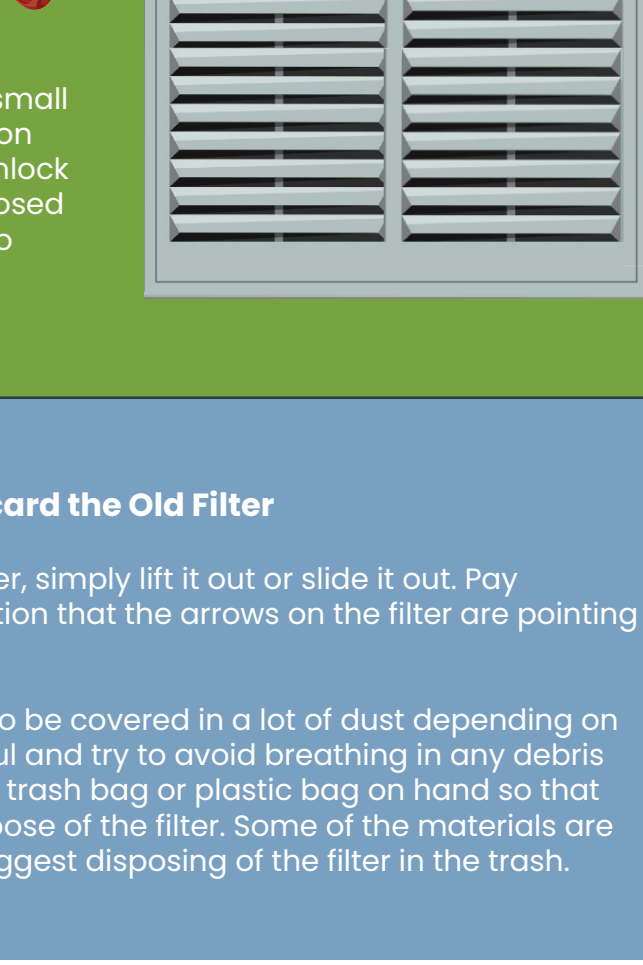 small
on
nlock
osed
o
card the Old Filter
er, simply lift it out or slide it out. Pay
tion that the arrows on the filter are pointing
o be covered in a lot of dust depending on
ul and try to avoid breathing in any debris
trash bag or plastic bag on hand so that
pose of the filter. Some of the materials are
ggest disposing of the filter in the trash.